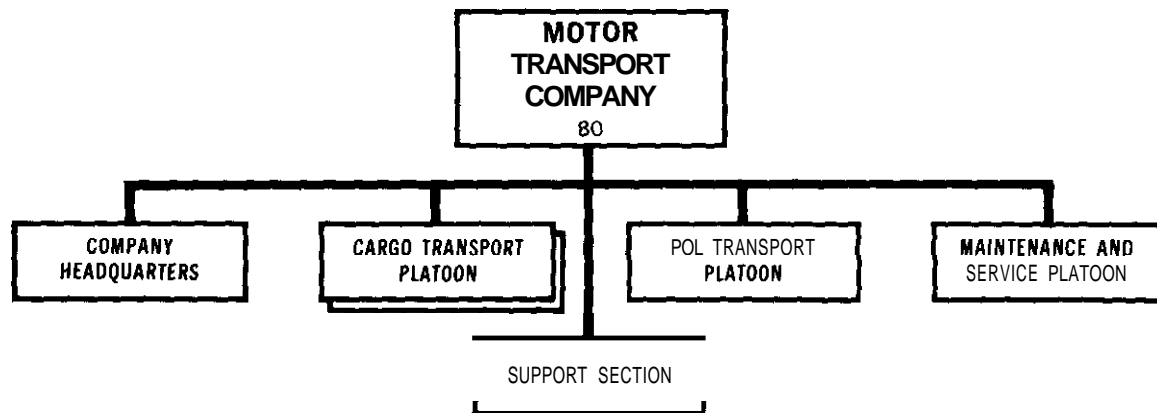 MOTOR
TRANSPORT
COMPANY
80
COMPANY
HEADQUARTERS
CARGO TRANSPORT
PLATOON
POL TRANSPORT
PLATOON
MAINTENANCE AND
SERVICE PLATOON
SUPPORT SECTION